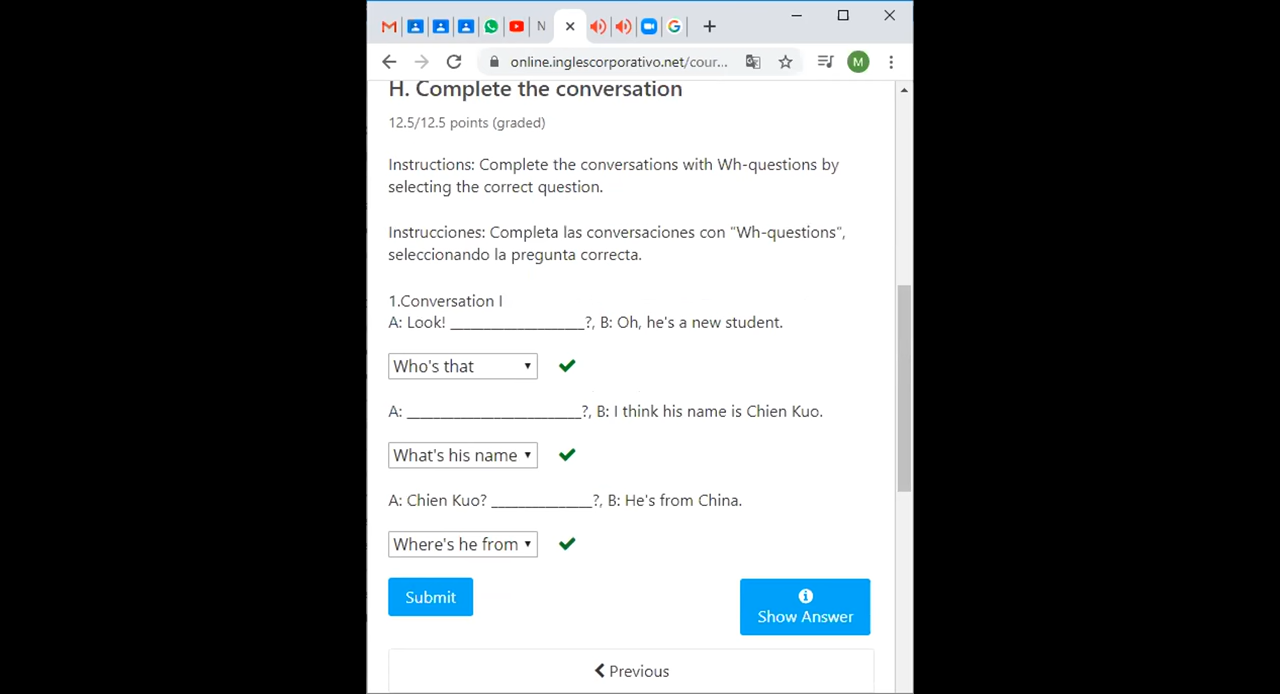 N
online.inglescorporativo.net/cour...
M
H. Complete the conversation
12.5/12.5 points (graded)
Instructions: Complete the conversations with Wh-questions by
selecting the correct question.
Instrucciones: Completa las conversaciones con "Wh-questions",
seleccionando la pregunta correcta.
1.Conversation I
A: Look! ___________________?, B: Oh, he's a new student.
Who's that
A: _________________________?, B: I think his name is Chien Kuo.
What's his name
A: Chien Kuo? ______________?, B: He's from China.
Where's he from
Submit
Show Answer
Previous